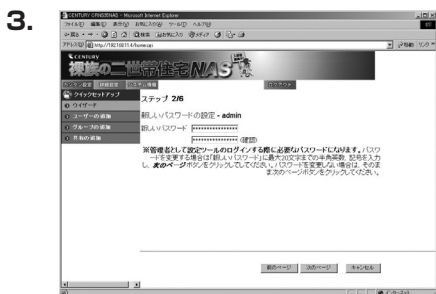 3.
CENTURY CRNS35NAS - Microsoft Internet Explorer
裸族の二世帯住宅NAS
ログアウト
クイックセットアップ
ウィザード
ユーザーの追加
グループの追加
共有の追加
ステップ 2/6
新しいパスワードの設定 - admin
新しいパスワード
(確認)
※管理者として設定ツールのログインする際に必要なパスワードになります。パスワ
ードを変更する場合は「新しいパスワード」に最大20文字までの半角英数、記号を入力
し、次のページボタンをクリックしてください。パスワードを変更しない場合は、そのまま
次のページボタンをクリックしてください。
前のページ 次のページ キャンセル